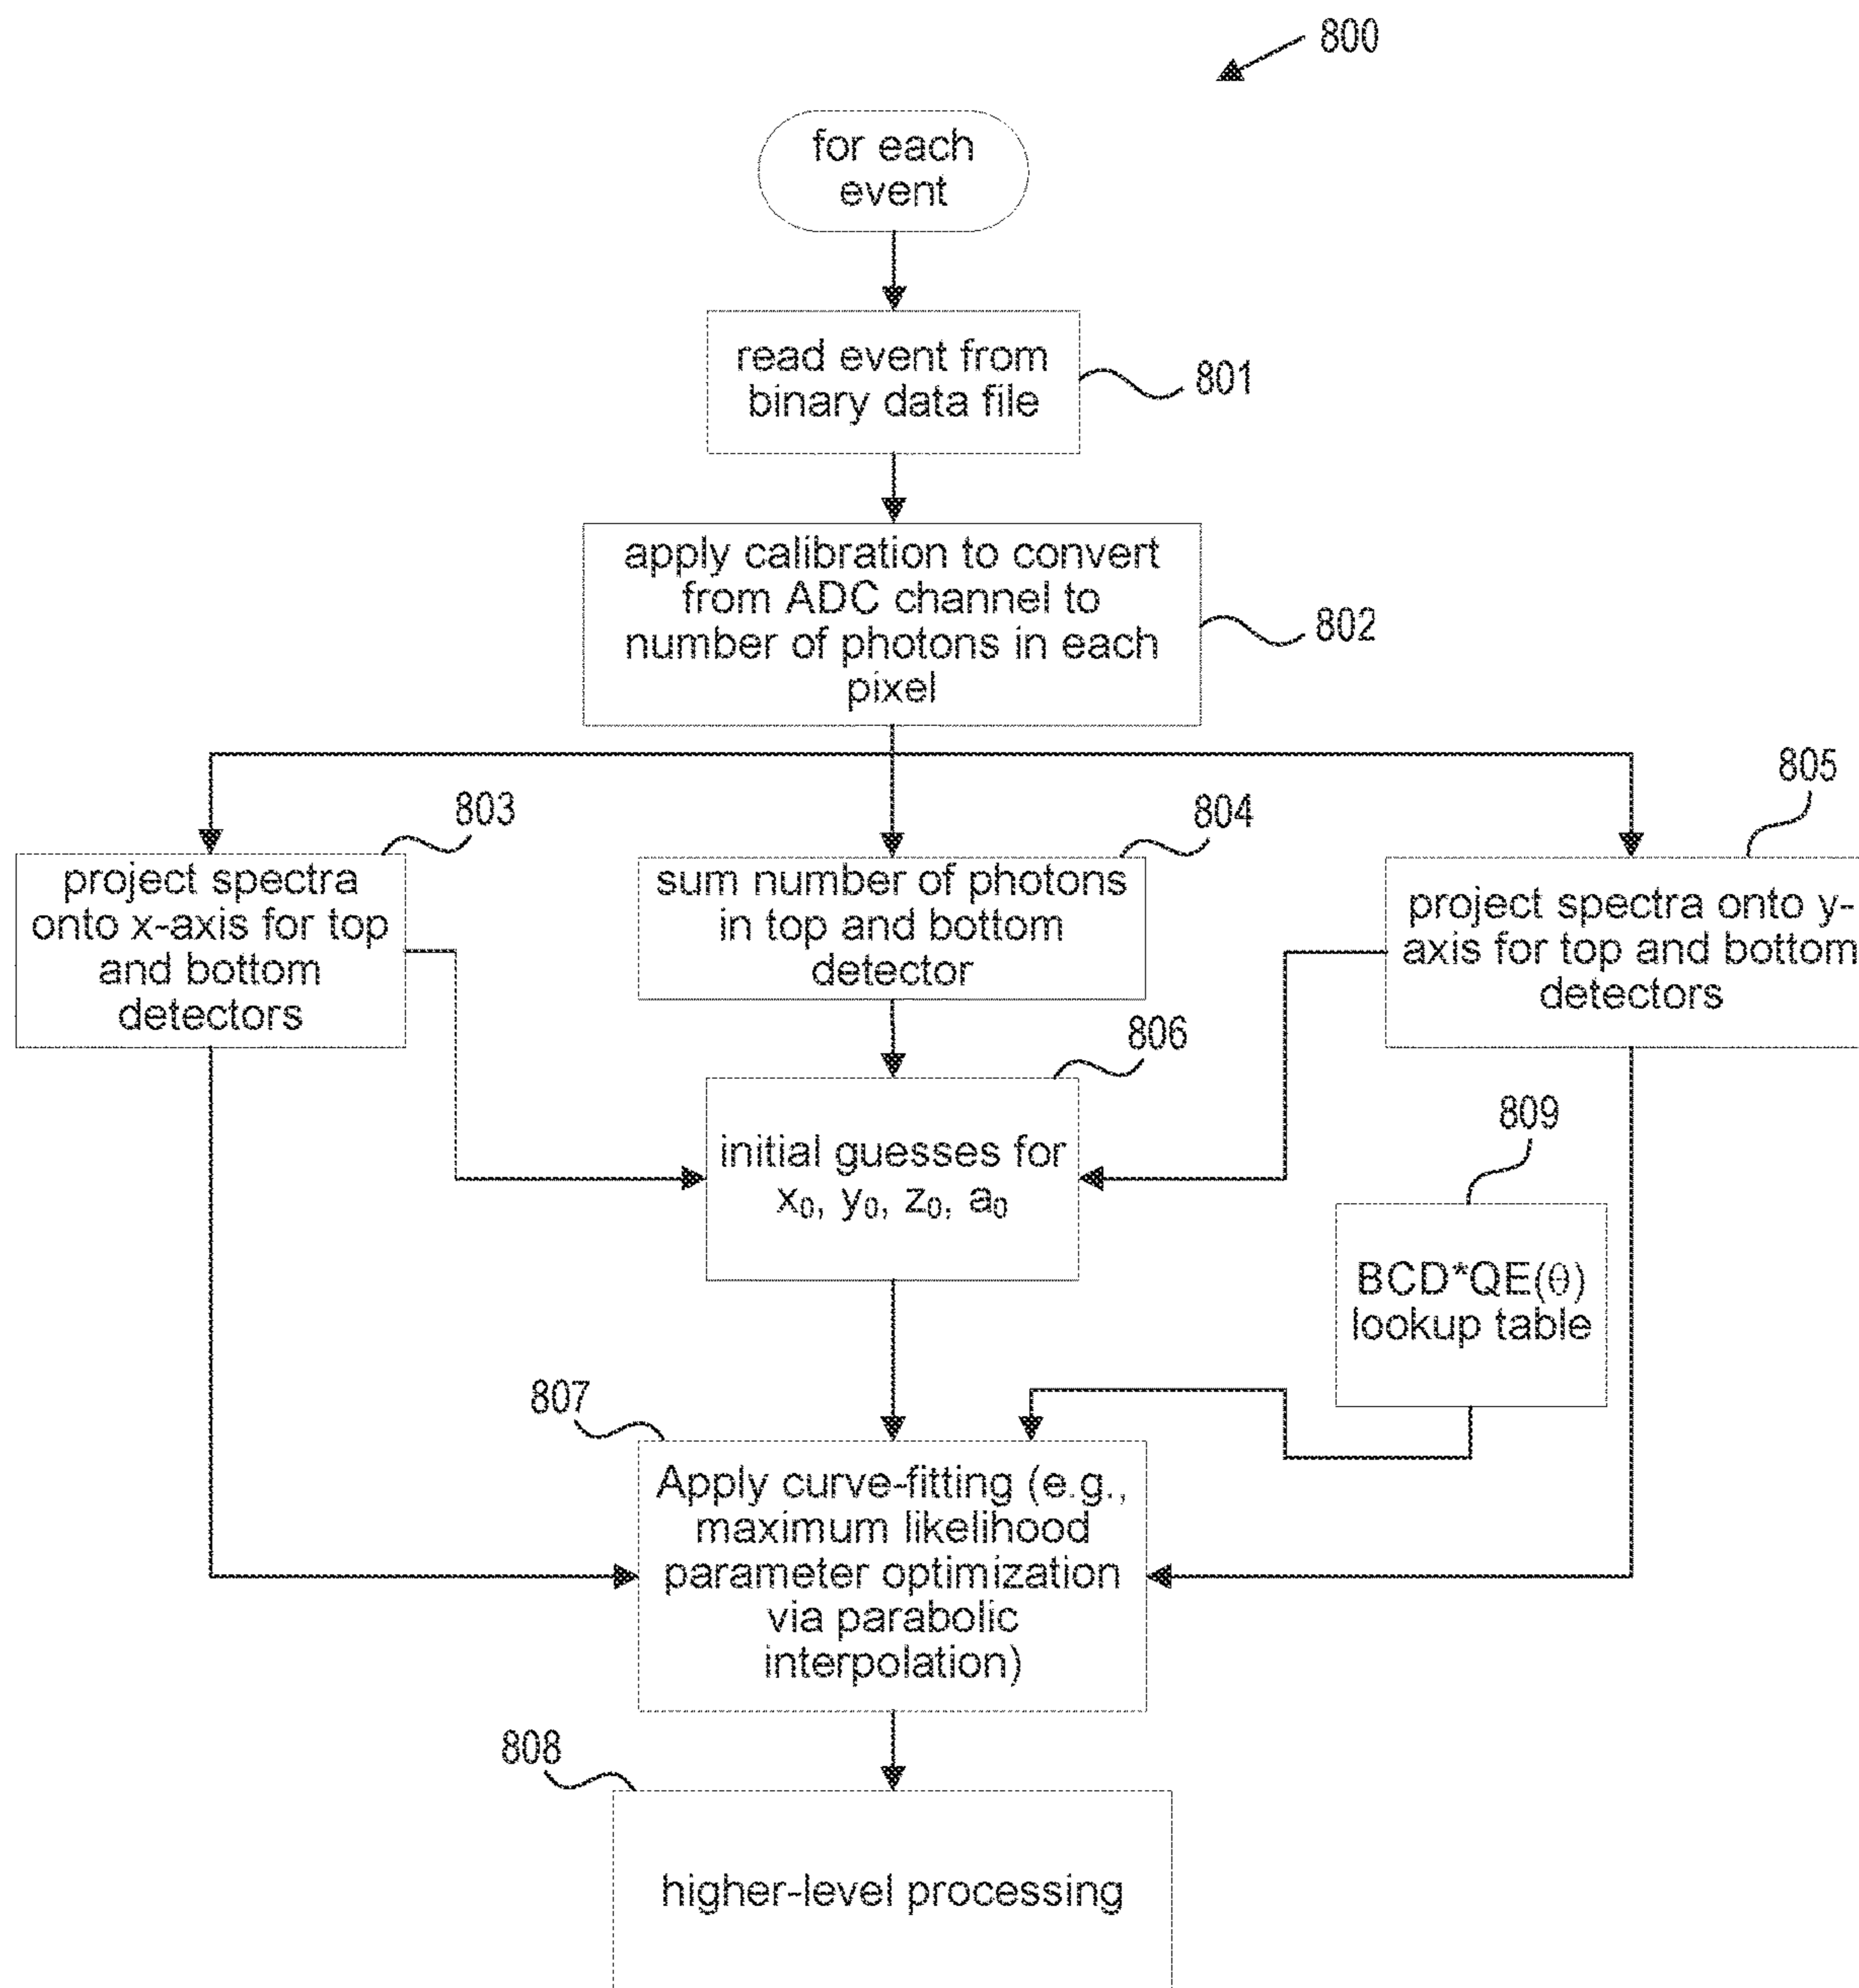 800
for each
event
read event from
binary data file
801
apply calibration to convert
from ADC channel to
number of photons in each
pixel
802
803
project spectra
onto x-axis for top
and bottom
detectors
804
sum number of photons
in top and bottom
detector
805
project spectra onto y-
axis for top and bottom
detectors
806
initial guesses for
x₀, y₀, z₀, a₀
809
BCD*QE(θ)
lookup table
807
Apply curve-fitting (e.g.,
maximum likelihood
parameter optimization
via parabolic
interpolation)
808
higher-level processing